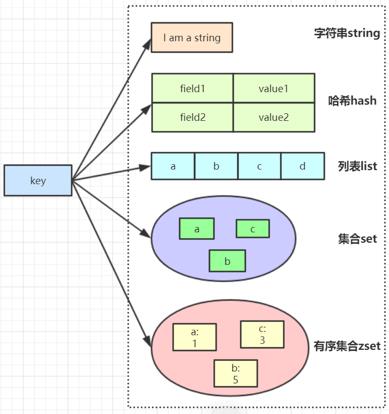 I am a string
字符串string
field1 value1
field2 value2
哈希hash
key
a b c d
列表list
a c
b
集合set
a:
1
c:
3
b:
5
有序集合zset